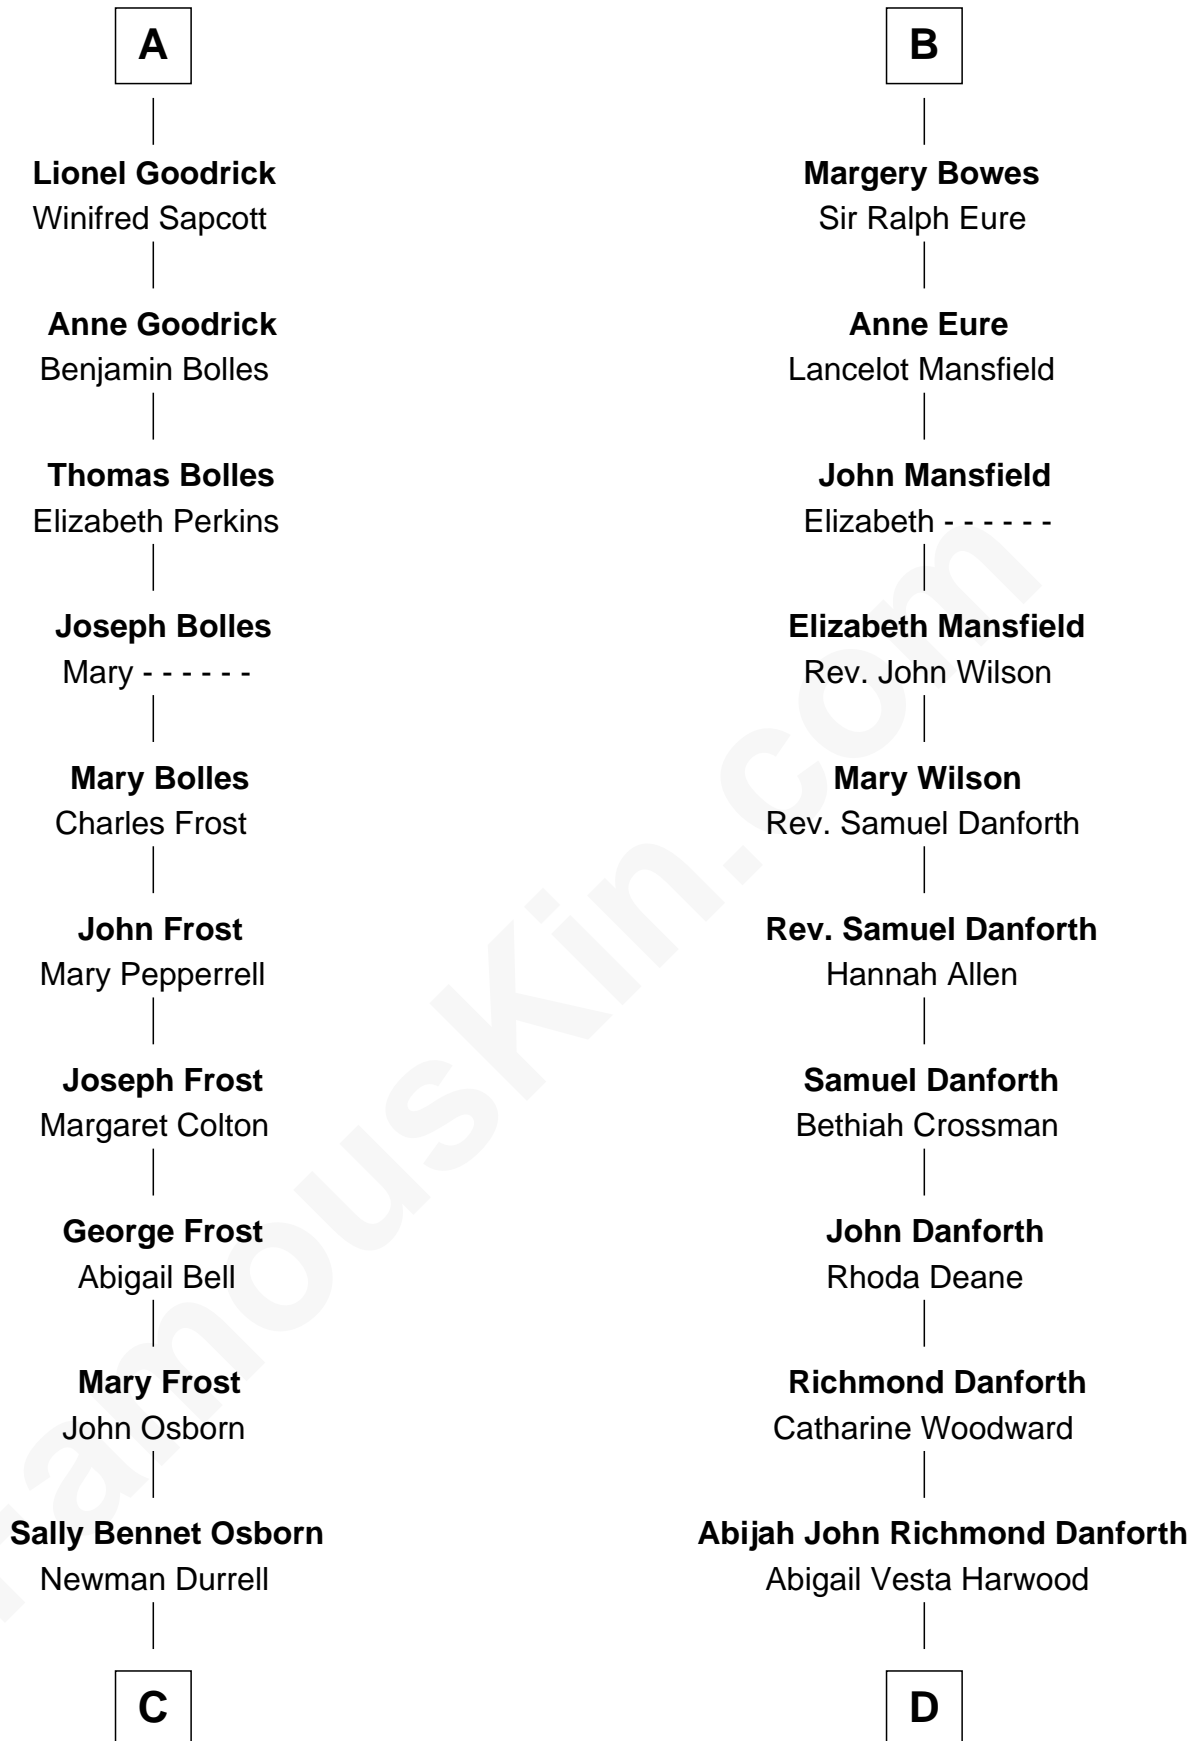 A
Lionel Goodrick
Winifred Sapcott
Anne Goodrick
Benjamin Bolles
Thomas Bolles
Elizabeth Perkins
Joseph Bolles
Mary - - - - - -
Mary Bolles
Charles Frost
John Frost
Mary Pepperrell
Joseph Frost
Margaret Colton
George Frost
Abigail Bell
Mary Frost
John Osborn
Sally Bennet Osborn
Newman Durrell
C
B
Margery Bowes
Sir Ralph Eure
Anne Eure
Lancelot Mansfield
John Mansfield
Elizabeth - - - - - -
Elizabeth Mansfield
Rev. John Wilson
Mary Wilson
Rev. Samuel Danforth
Rev. Samuel Danforth
Hannah Allen
Samuel Danforth
Bethiah Crossman
John Danforth
Rhoda Deane
Richmond Danforth
Catharine Woodward
Abijah John Richmond Danforth
Abigail Vesta Harwood
D
FamousKin.com